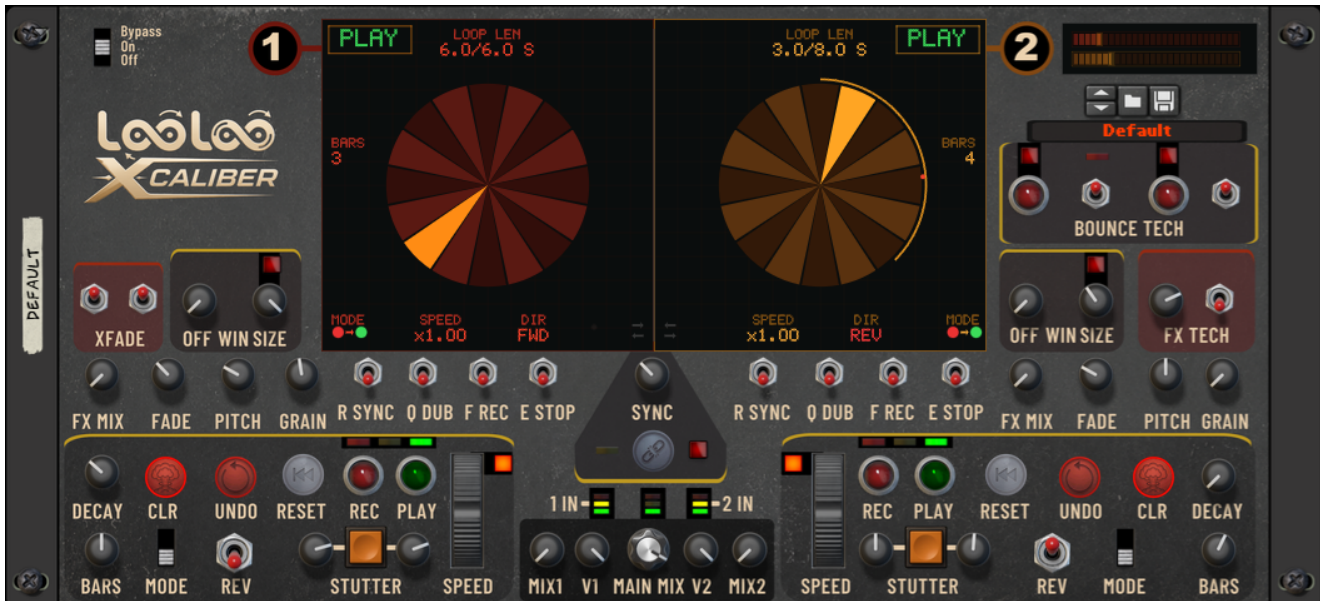 Bypass
On
Off
1
PLAY
LOOP LEN
6.0/6.0 S
LOOP LEN
3.0/8.0 S
PLAY
2
LOOLOO
XCALIBER
Default
BARS
3
BARS
4
BOUNCE TECH
DEFAULT
MODE
SPEED
x1.00
DIR
FWD
SPEED
x1.00
DIR
REV
MODE
XFADE
OFF WIN SIZE
OFF WIN SIZE
FX TECH
FX MIX
FADE
PITCH
GRAIN
R SYNC
Q DUB
F REC
E STOP
SYNC
R SYNC
Q DUB
F REC
E STOP
FX MIX
FADE
PITCH
GRAIN
DECAY
CLR
UNDO
RESET
REC
PLAY
1 IN
2 IN
REC
PLAY
RESET
UNDO
CLR
DECAY
BARS
MODE
REV
STUTTER
SPEED
MIX1
V1
MAIN MIX
V2
MIX2
SPEED
STUTTER
REV
MODE
BARS